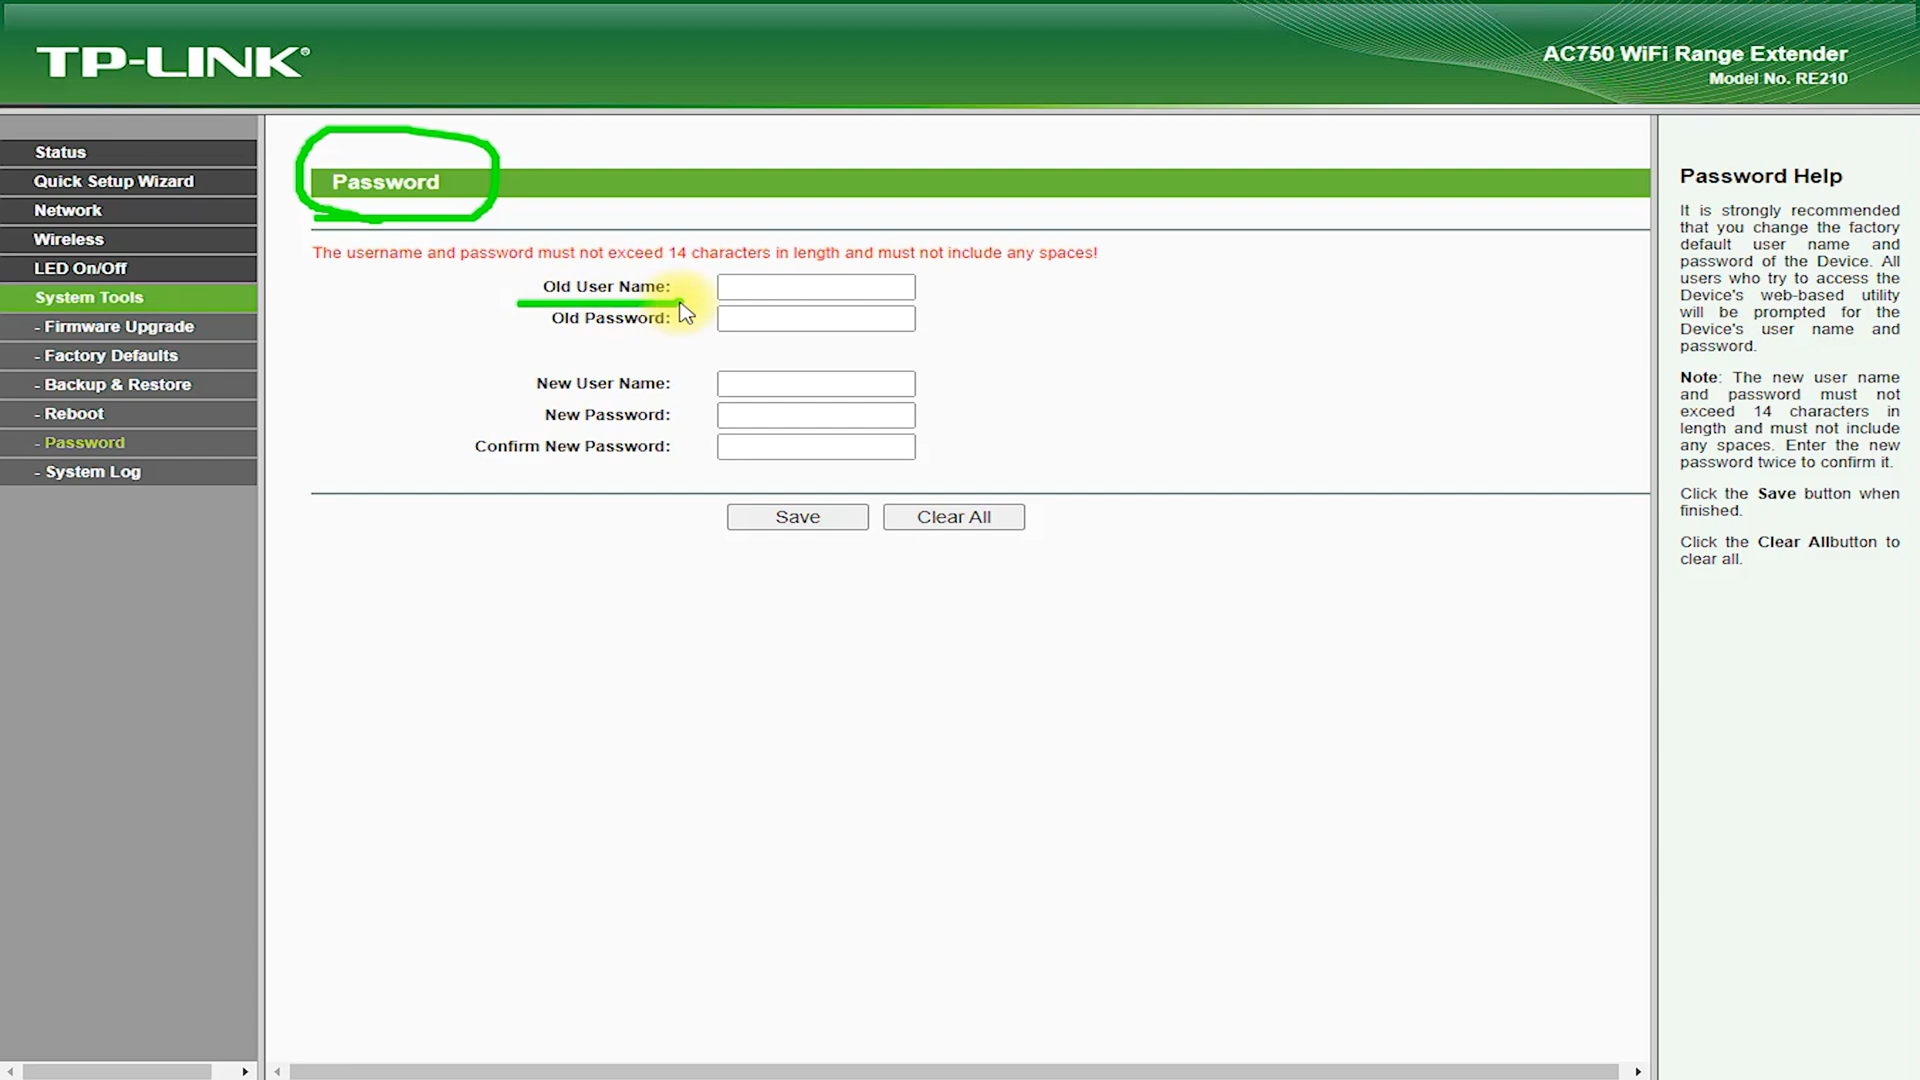 TP-LINK®
AC750 WiFi Range Extender
Model No. RE210
Status
Quick Setup Wizard
Network
Wireless
LED On/Off
System Tools
- Firmware Upgrade
- Factory Defaults
- Backup & Restore
- Reboot
- Password
- System Log
Password
The username and password must not exceed 14 characters in length and must not include any spaces!
Old User Name:
Old Password:
New User Name:
New Password:
Confirm New Password:
Save Clear All
Password Help
It is strongly recommended
that you change the factory
default user name and
password of the Device. All
users who try to access the
Device's web-based utility
will be prompted for the
Device's user name and
password.
Note: The new user name
and password must not
exceed 14 characters in
length and must not include
any spaces. Enter the new
password twice to confirm it.
Click the Save button when
finished.
Click the Clear Allbutton to
clear all.